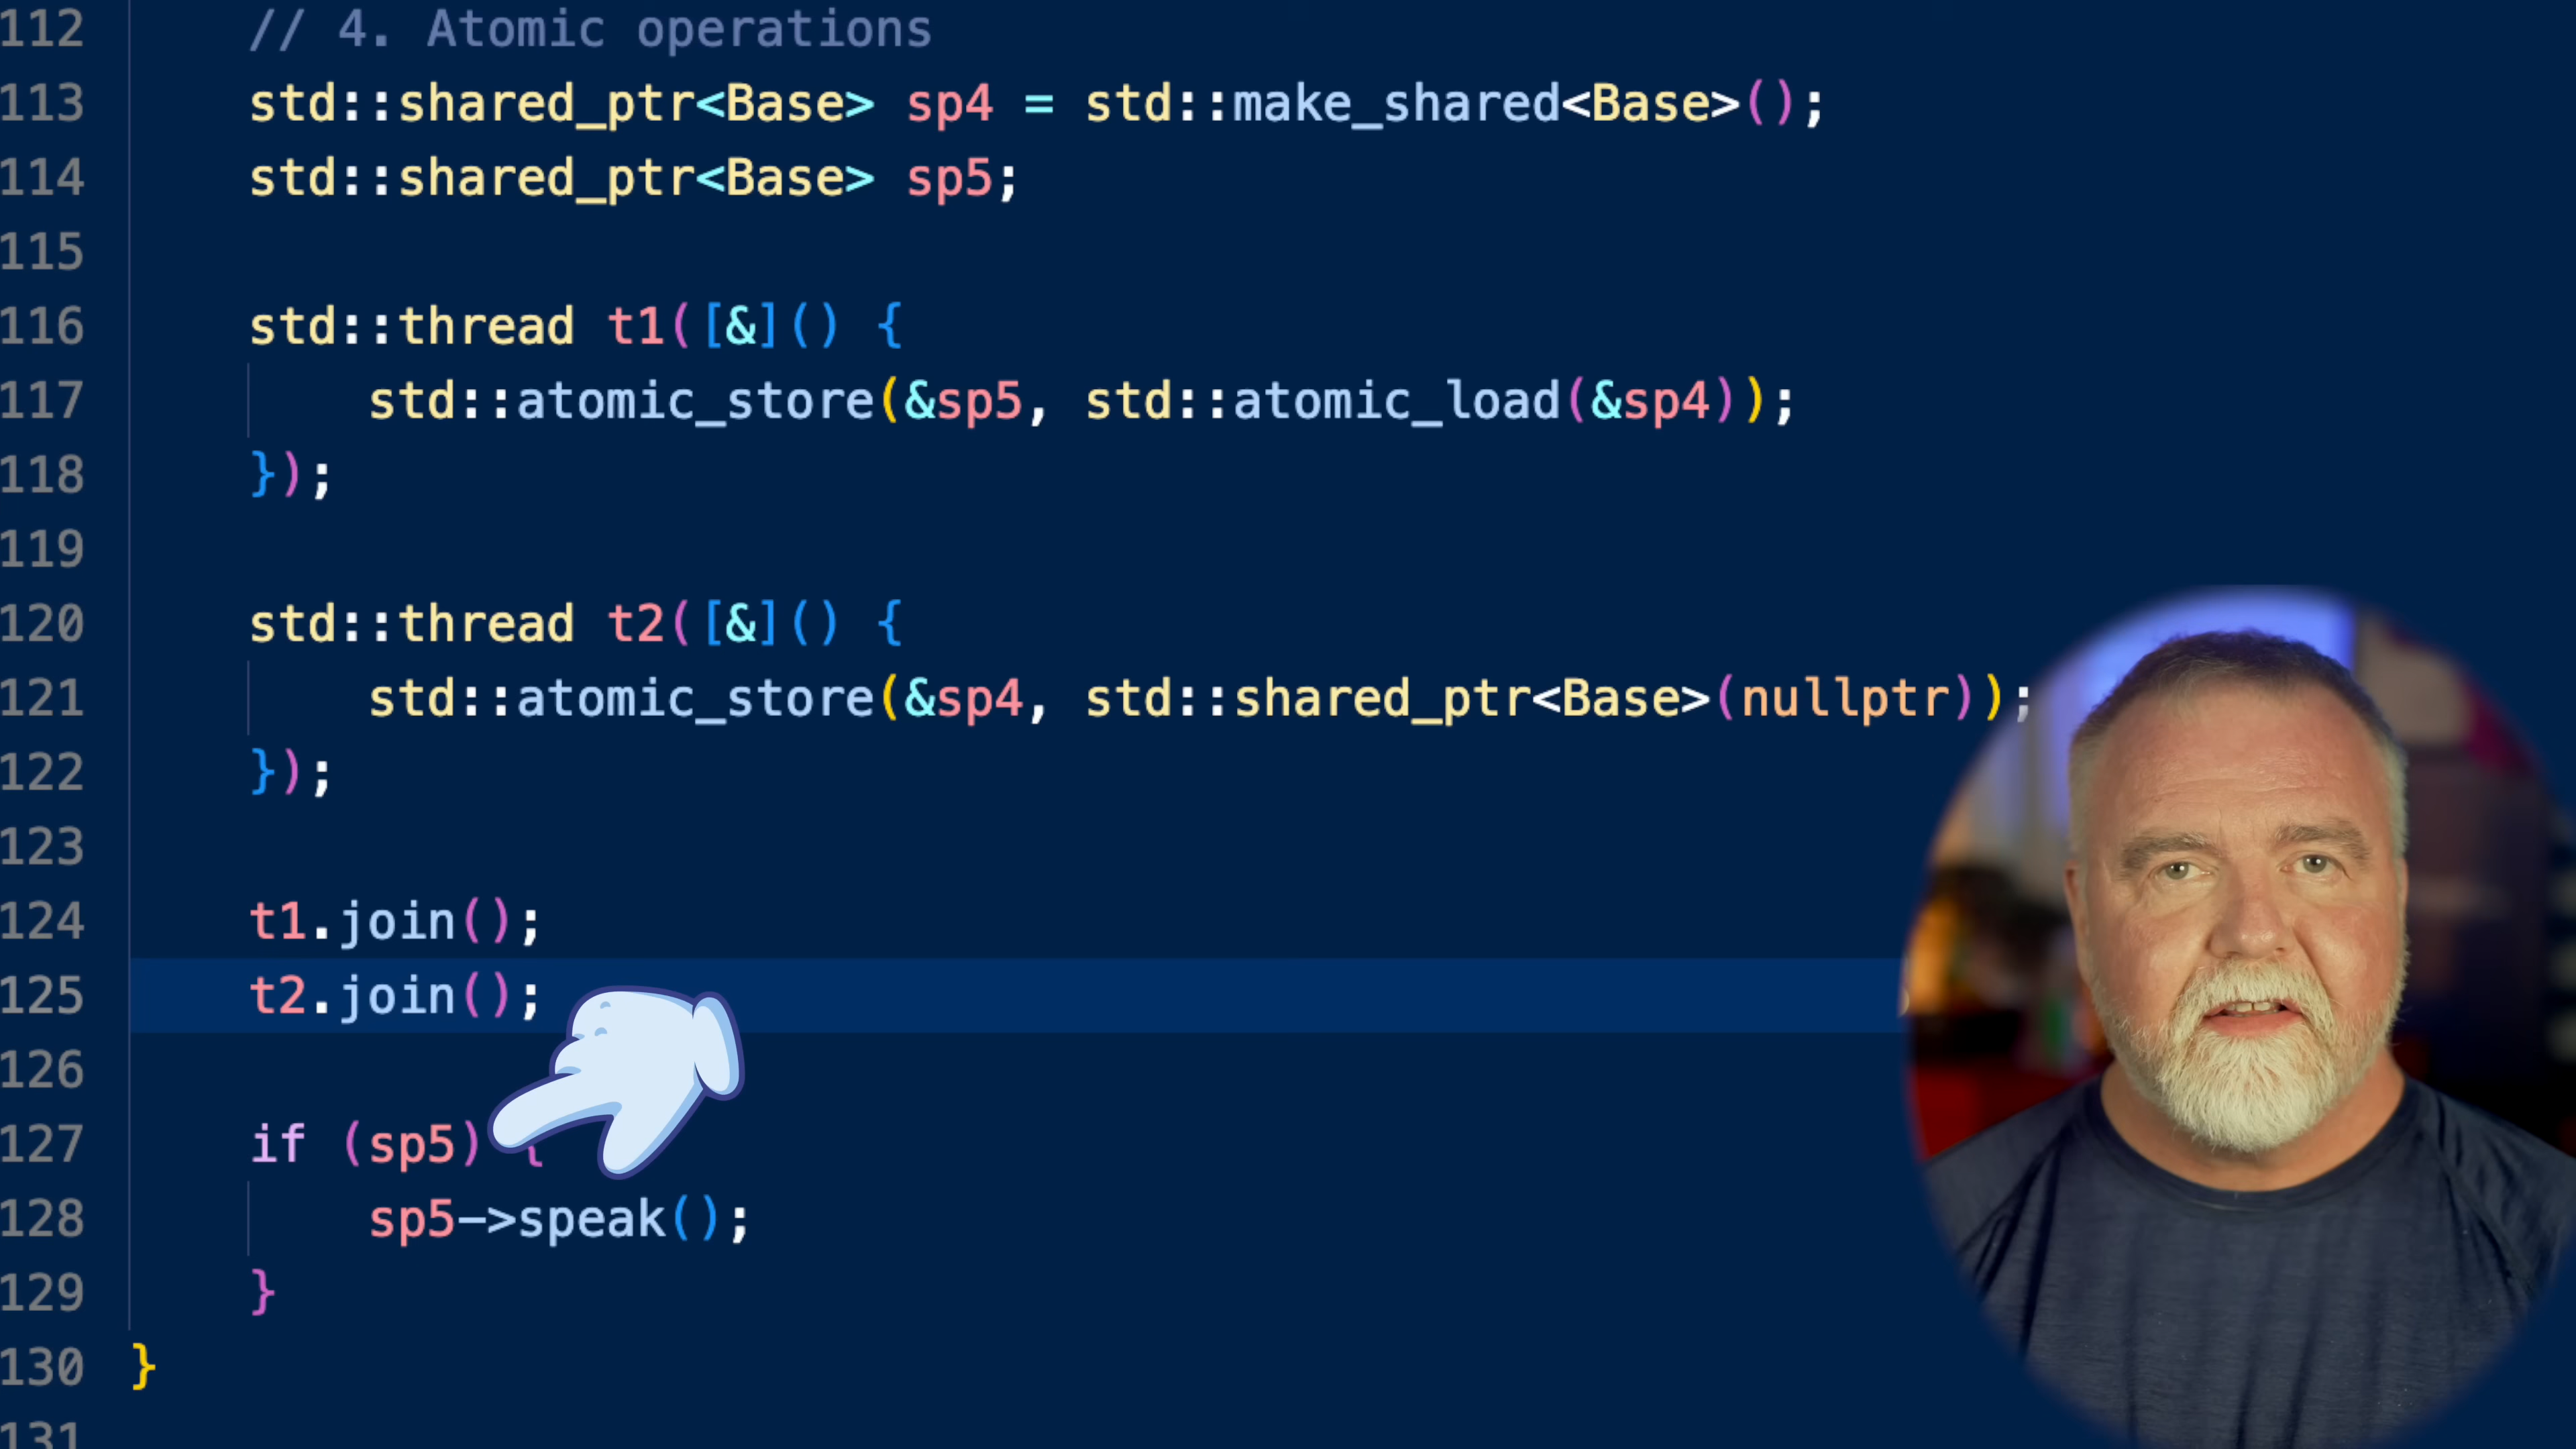 112 // 4. Atomic operations
113 std::shared_ptr<Base> sp4 = std::make_shared<Base>();
114 std::shared_ptr<Base> sp5;
115
116 std::thread t1([&]() {
117 std::atomic_store(&sp5, std::atomic_load(&sp4));
118 });
119
120 std::thread t2([&]() {
121 std::atomic_store(&sp4, std::shared_ptr<Base>(nullptr));
122 });
123
124 t1.join();
125 t2.join();
126
127 if (sp5) {
128 sp5->speak();
129 }
130 }
131